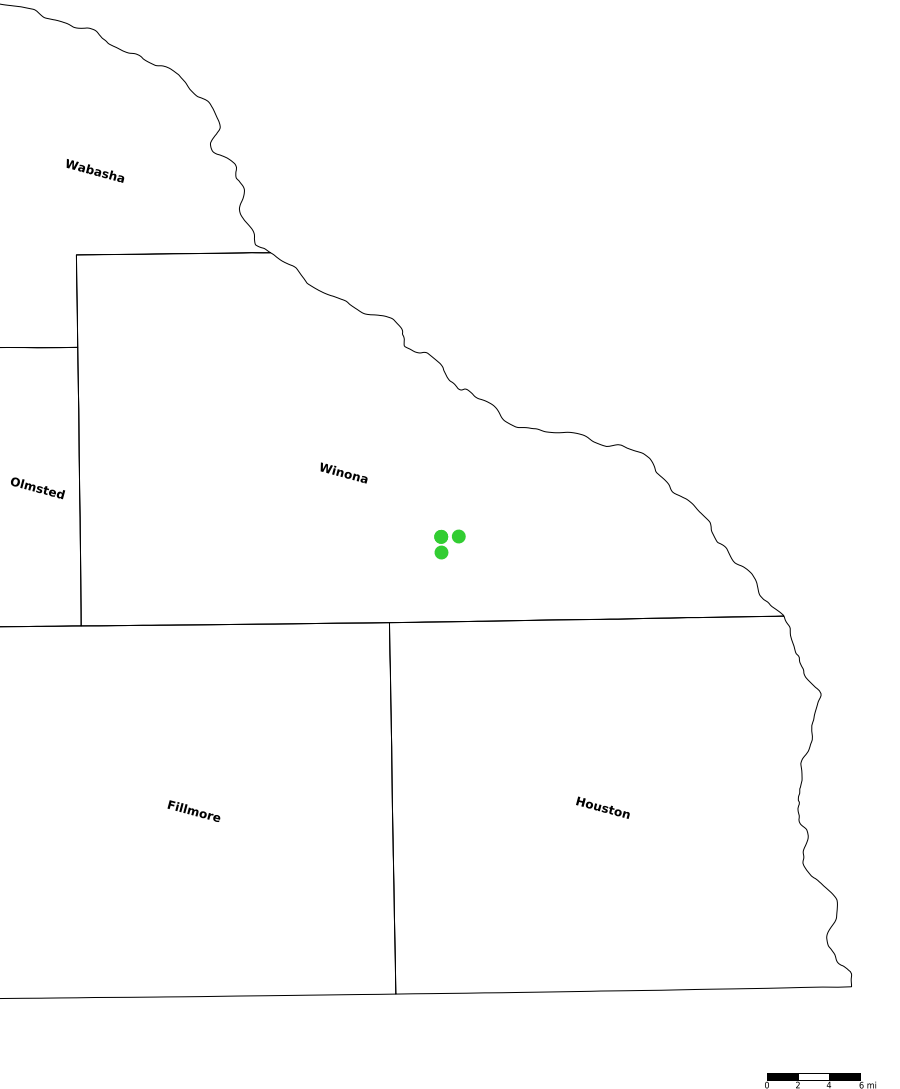 Wabasha
Winona
Olmsted
Houston
Fillmore
0 2 4 6 mi